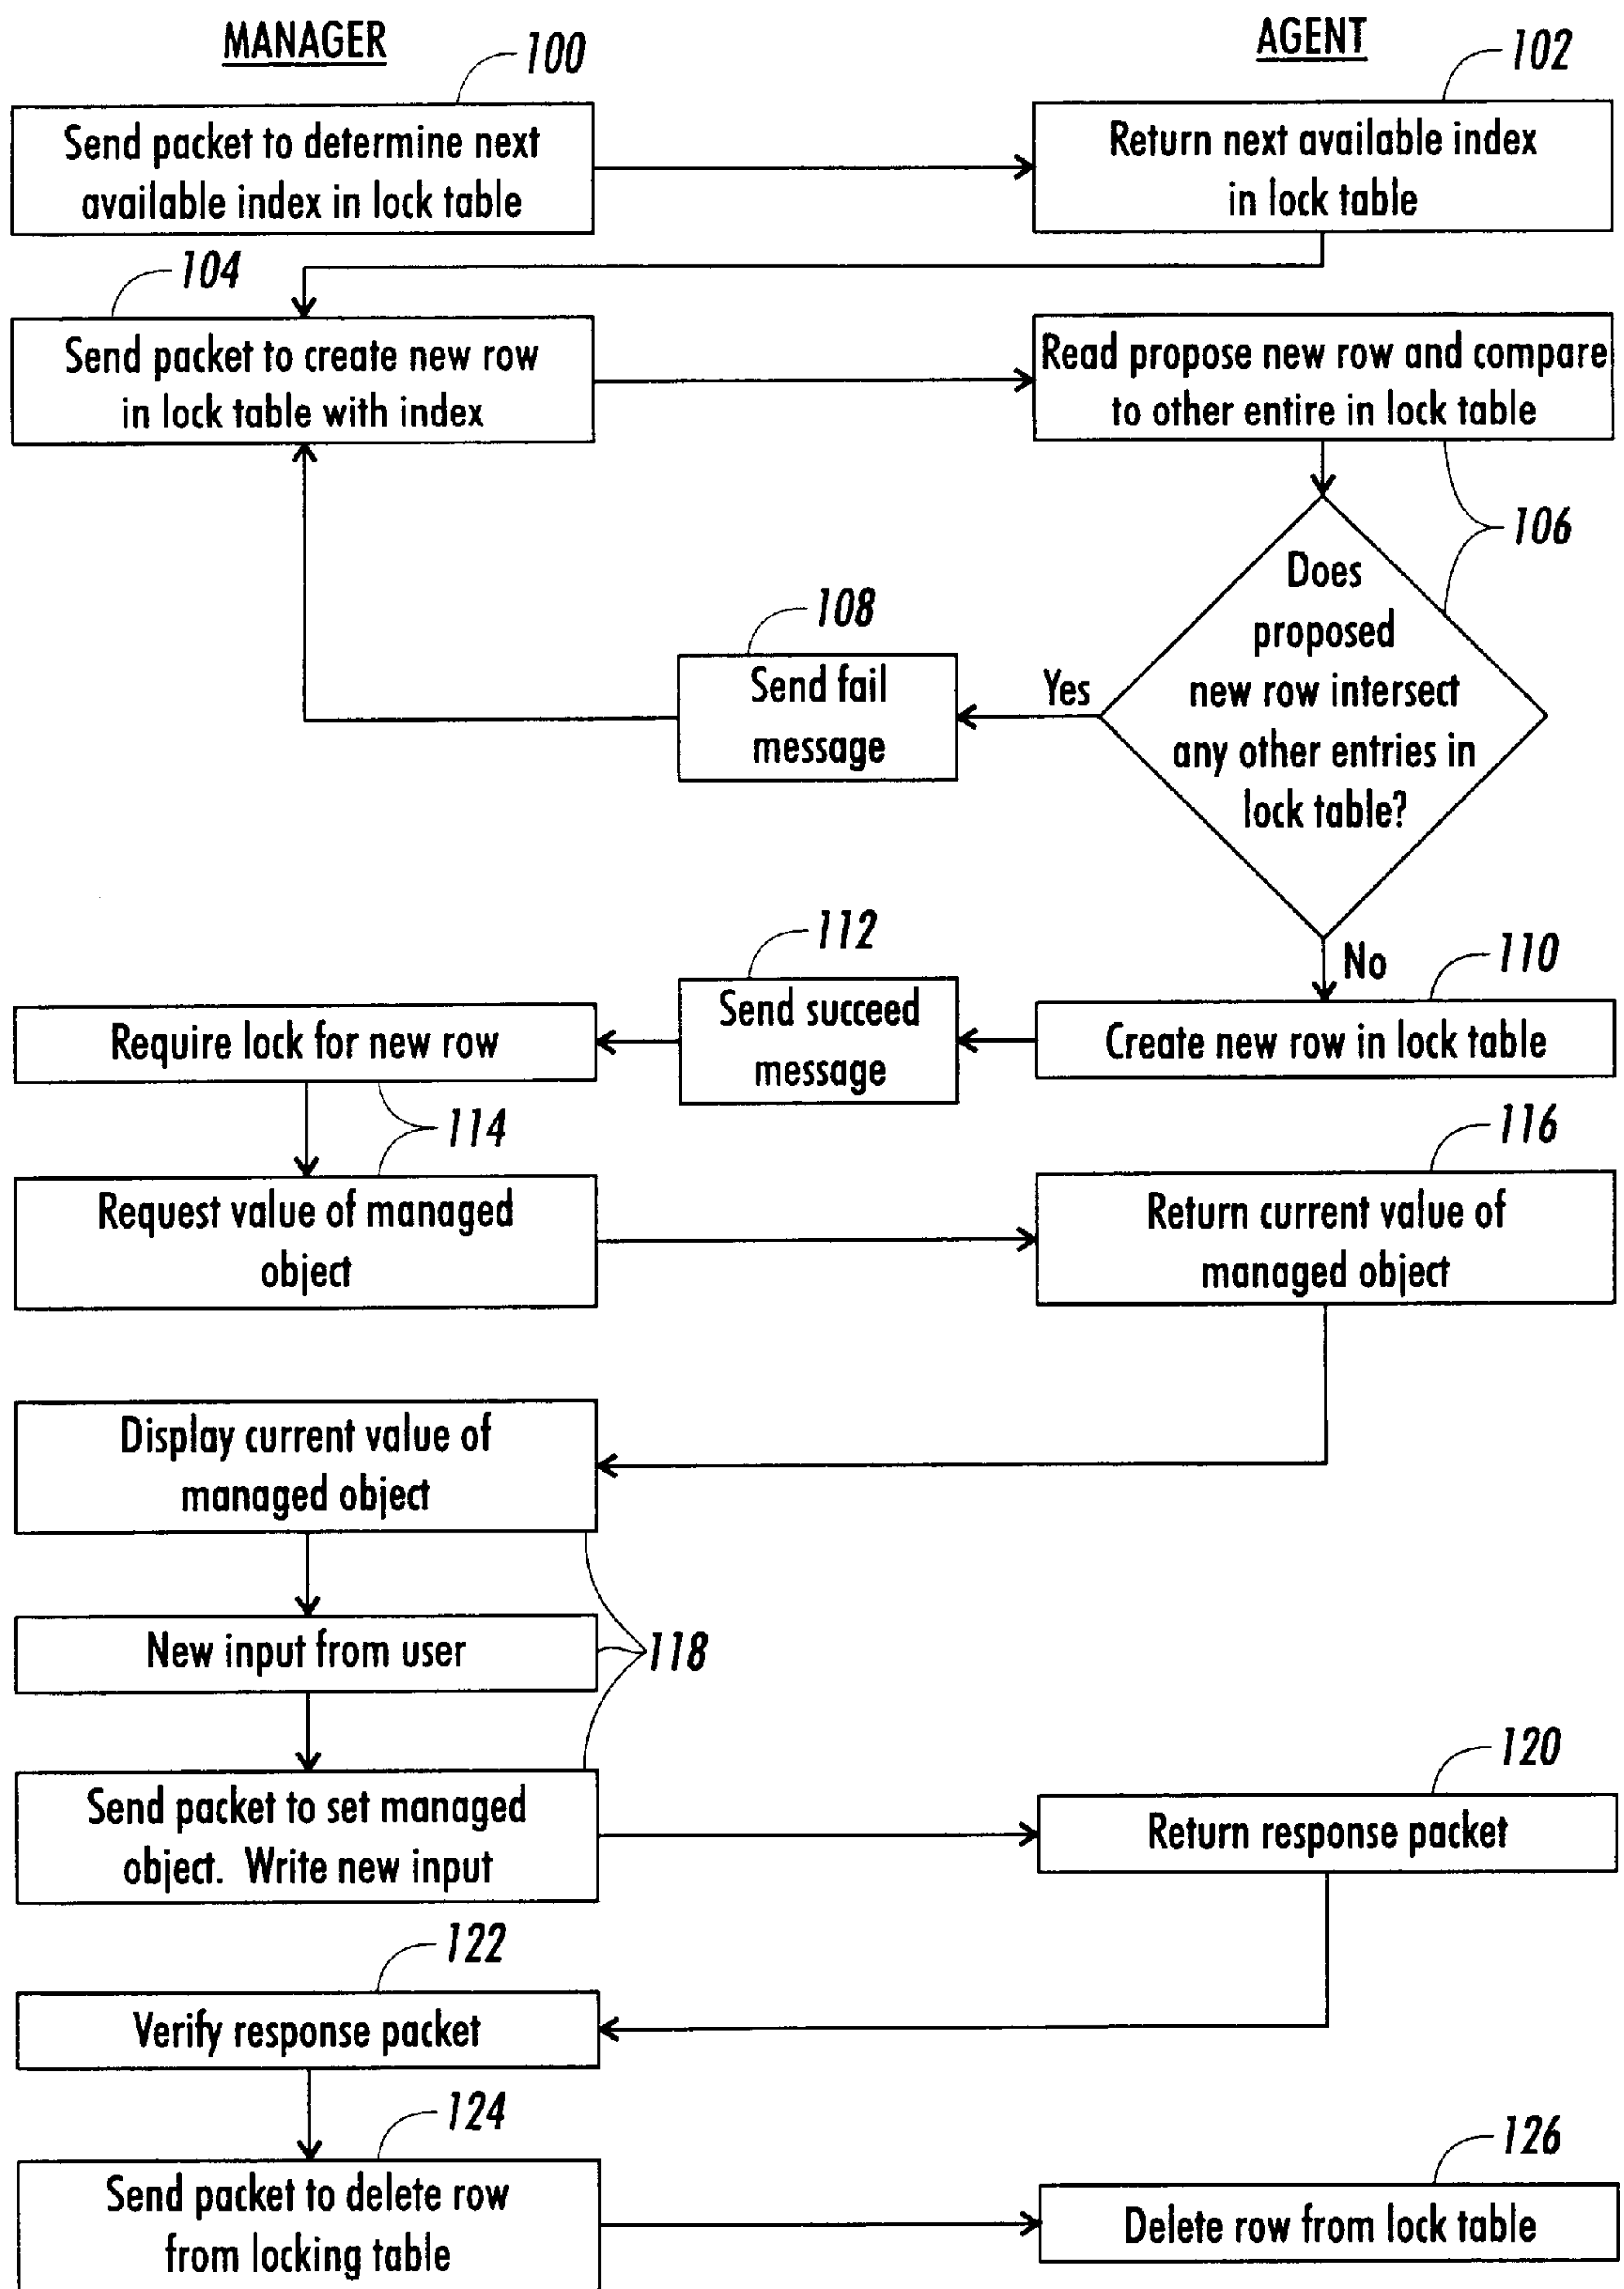 MANAGER
AGENT
100
102
Send packet to determine next
available index in lock table
Return next available index
in lock table
104
Send packet to create new row
in lock table with index
Read propose new row and compare
to other entire in lock table
106
Does
proposed
new row intersect
any other entries in
lock table?
Yes
108
Send fail
message
No
110
Create new row in lock table
112
Send succeed
message
Require lock for new row
114
Request value of managed
object
116
Return current value of
managed object
Display current value of
managed object
New input from user
118
Send packet to set managed
object. Write new input
120
Return response packet
122
Verify response packet
124
Send packet to delete row
from locking table
126
Delete row from lock table